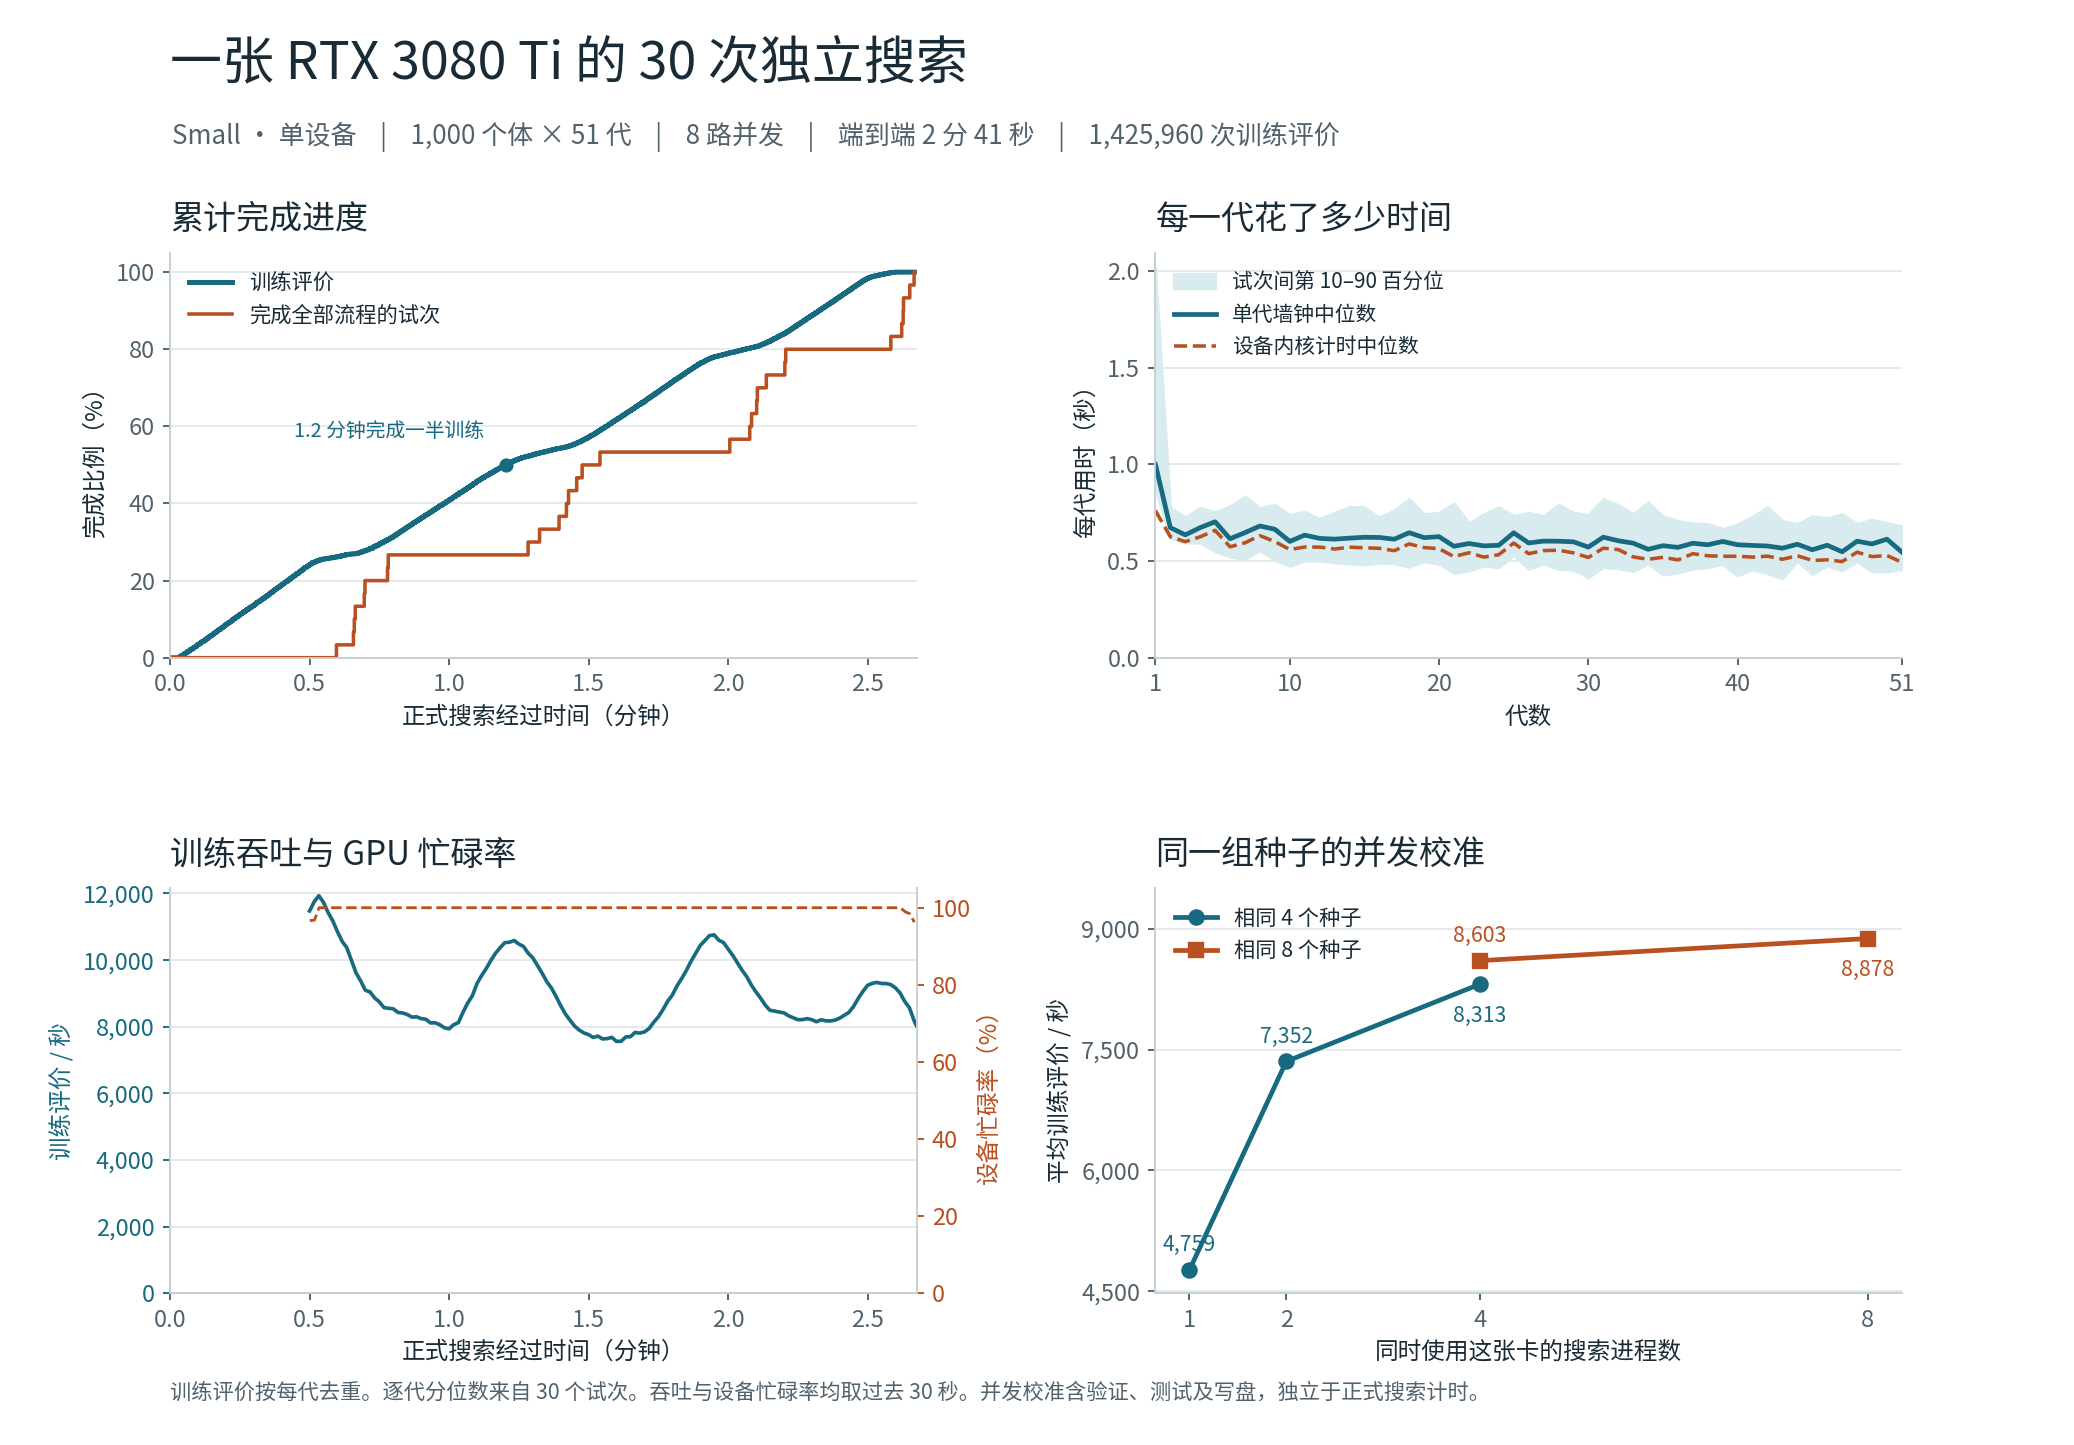 一张 RTX 3080 Ti 的 30 次独立搜索
Small · 单设备 | 1,000 个体 × 51 代 | 8 路并发 | 端到端 2 分 41 秒 | 1,425,960 次训练评价
累计完成进度
训练评价
完成全部流程的试次
1.2 分钟完成一半训练
完成比例（%）
100
80
60
40
20
0
0.0 0.5 1.0 1.5 2.0 2.5
正式搜索经过时间（分钟）
每一代花了多少时间
试次间第 10–90 百分位
单代墙钟中位数
设备内核计时中位数
每代用时（秒）
2.0
1.5
1.0
0.5
0.0
1 10 20 30 40 51
代数
训练吞吐与 GPU 忙碌率
训练评价 / 秒
12,000
10,000
8,000
6,000
4,000
2,000
0
100
80
60
40
20
0
设备忙碌率（%）
0.0 0.5 1.0 1.5 2.0 2.5
正式搜索经过时间（分钟）
同一组种子的并发校准
相同 4 个种子
相同 8 个种子
平均训练评价 / 秒
9,000
7,500
6,000
4,500
8,603
8,878
8,313
7,352
4,759
1 2 4 8
同时使用这张卡的搜索进程数
训练评价按每代去重。逐代分位数来自 30 个试次。吞吐与设备忙碌率均取过去 30 秒。并发校准含验证、测试及写盘，独立于正式搜索计时。